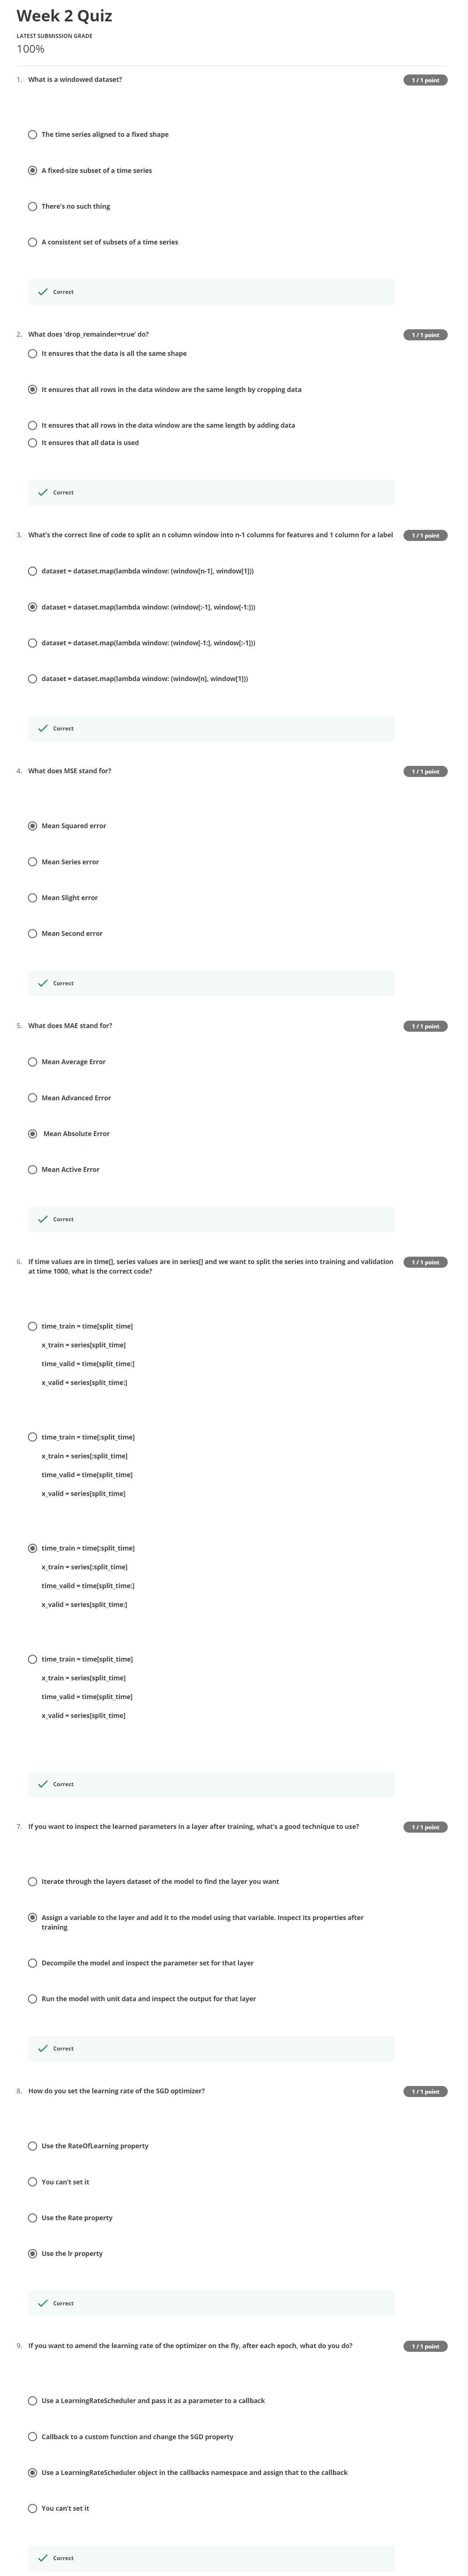 Week 2 Quiz
LATEST SUBMISSION GRADE
100%
1. What is a windowed dataset?
1 / 1 point
The time series aligned to a fixed shape
A fixed-size subset of a time series
There's no such thing
A consistent set of subsets of a time series
Correct
2. What does 'drop_remainder=true' do?
1 / 1 point
It ensures that the data is all the same shape
It ensures that all rows in the data window are the same length by cropping data
It ensures that all rows in the data window are the same length by adding data
It ensures that all data is used
Correct
3. What's the correct line of code to split an n column window into n-1 columns for features and 1 column for a label
1 / 1 point
dataset = dataset.map(lambda window: (window[n-1], window[1]))
dataset = dataset.map(lambda window: (window[:-1], window[-1:]))
dataset = dataset.map(lambda window: (window[-1:], window[:-1]))
dataset = dataset.map(lambda window: (window[n], window[1]))
Correct
4. What does MSE stand for?
1 / 1 point
Mean Squared error
Mean Series error
Mean Slight error
Mean Second error
Correct
5. What does MAE stand for?
1 / 1 point
Mean Average Error
Mean Advanced Error
Mean Absolute Error
Mean Active Error
Correct
6. If time values are in time[], series values are in series[] and we want to split the series into training and validation
at time 1000, what is the correct code?
1 / 1 point
time_train = time[split_time]
x_train = series[split_time]
time_valid = time[split_time:]
x_valid = series[split_time:]
time_train = time[:split_time]
x_train = series[:split_time]
time_valid = time[split_time]
x_valid = series[split_time]
time_train = time[:split_time]
x_train = series[:split_time]
time_valid = time[split_time:]
x_valid = series[split_time:]
time_train = time[split_time]
x_train = series[split_time]
time_valid = time[split_time]
x_valid = series[split_time]
Correct
7. If you want to inspect the learned parameters in a layer after training, what's a good technique to use?
1 / 1 point
Iterate through the layers dataset of the model to find the layer you want
Assign a variable to the layer and add it to the model using that variable. Inspect its properties after
training
Decompile the model and inspect the parameter set for that layer
Run the model with unit data and inspect the output for that layer
Correct
8. How do you set the learning rate of the SGD optimizer?
1 / 1 point
Use the RateOfLearning property
You can't set it
Use the Rate property
Use the lr property
Correct
9. If you want to amend the learning rate of the optimizer on the fly, after each epoch, what do you do?
1 / 1 point
Use a LearningRateScheduler and pass it as a parameter to a callback
Callback to a custom function and change the SGD property
Use a LearningRateScheduler object in the callbacks namespace and assign that to the callback
You can't set it
Correct